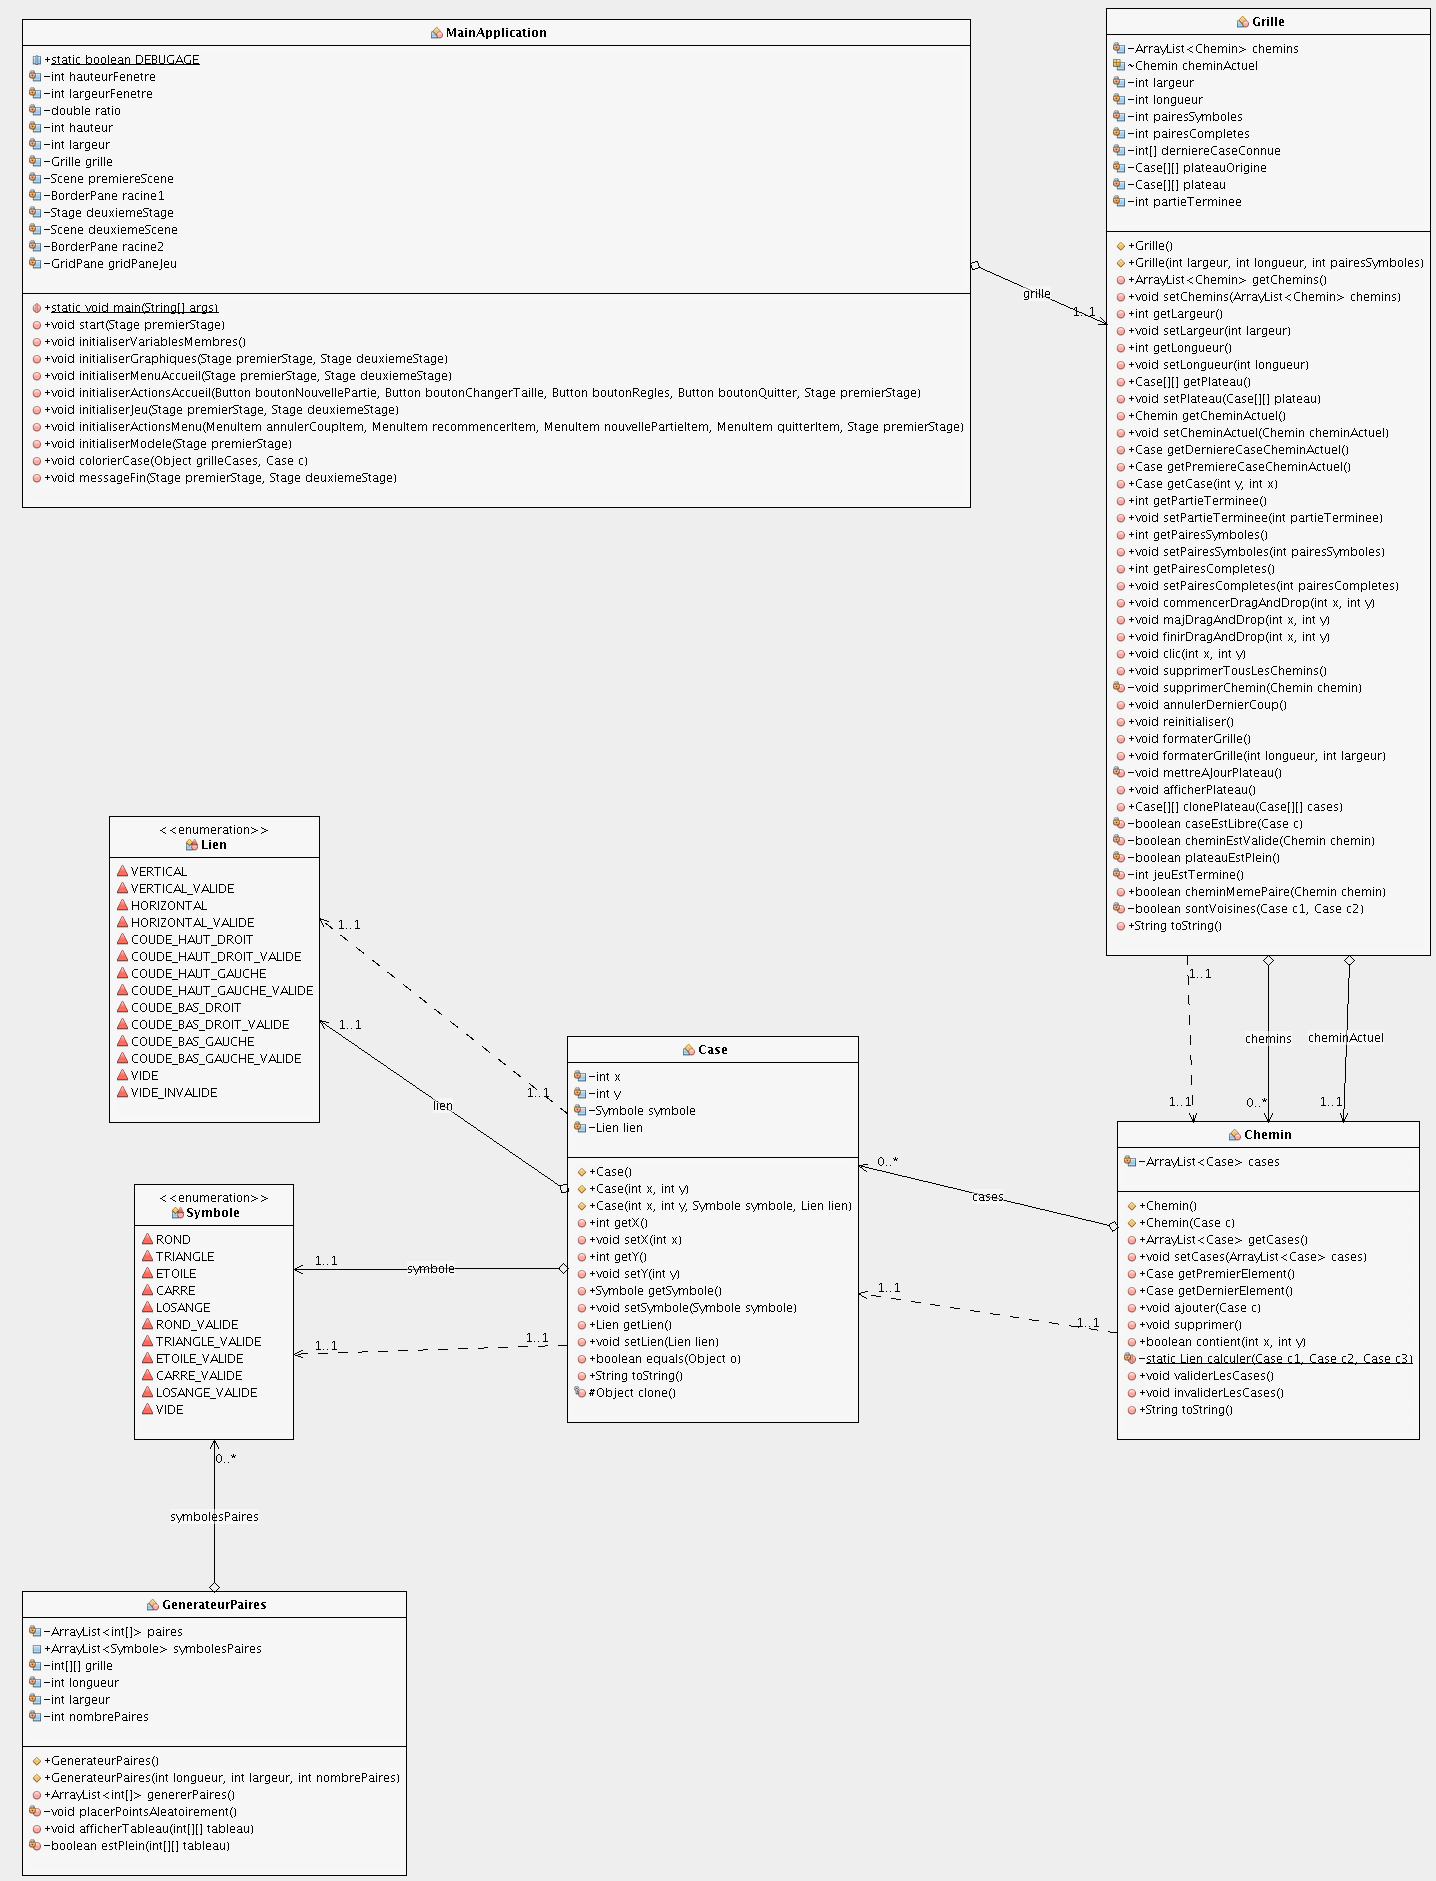 MainApplication
+static boolean DEBUGAGE
-int hauteurFenetre
-int largeurFenetre
-double ratio
-int hauteur
-int largeur
-Grille grille
-Scene premiereScene
-BorderPane racine1
-Stage deuxiemeStage
-Scene deuxiemeScene
-BorderPane racine2
-GridPane gridPaneJeu
+static void main(String[] args)
+void start(Stage premierStage)
+void initialiserVariablesMembres()
+void initialiserGraphiques(Stage premierStage, Stage deuxiemeStage)
+void initialiserMenuAccueil(Stage premierStage, Stage deuxiemeStage)
+void initialiserActionsAccueil(Button boutonNouvellePartie, Button boutonChangerTaille, Button boutonRegles, Button boutonQuitter, Stage premierStage)
+void initialiserJeu(Stage premierStage, Stage deuxiemeStage)
+void initialiserActionsMenu(MenuItem annulerCoupItem, MenuItem recommencerItem, MenuItem nouvellePartieItem, MenuItem quitterItem, Stage premierStage)
+void initialiserModele(Stage premierStage)
+void colorierCase(Object grilleCases, Case c)
+void messageFin(Stage premierStage, Stage deuxiemeStage)
grille
1..1
Grille
-ArrayList<Chemin> chemins
~Chemin cheminActuel
-int largeur
-int longueur
-int pairesSymboles
-int pairesCompletes
-int[] derniereCaseConnue
-Case[][] plateauOrigine
-Case[][] plateau
-int partieTerminee
+Grille()
+Grille(int largeur, int longueur, int pairesSymboles)
+ArrayList<Chemin> getChemins()
+void setChemins(ArrayList<Chemin> chemins)
+int getLargeur()
+void setLargeur(int largeur)
+int getLongueur()
+void setLongueur(int longueur)
+Case[][] getPlateau()
+void setPlateau(Case[][] plateau)
+Chemin getCheminActuel()
+void setCheminActuel(Chemin cheminActuel)
+Case getDerniereCaseCheminActuel()
+Case getPremiereCaseCheminActuel()
+Case getCase(int y, int x)
+int getPartieTerminee()
+void setPartieTerminee(int partieTerminee)
+int getPairesSymboles()
+void setPairesSymboles(int pairesSymboles)
+int getPairesCompletes()
+void setPairesCompletes(int pairesCompletes)
+void commencerDragAndDrop(int x, int y)
+void majDragAndDrop(int x, int y)
+void finirDragAndDrop(int x, int y)
+void clic(int x, int y)
+void supprimerTousLesChemins()
-void supprimerChemin(Chemin chemin)
+void annulerDernierCoup()
+void reinitialiser()
+void formaterGrille()
+void formaterGrille(int longueur, int largeur)
-void mettreAJourPlateau()
+void afficherPlateau()
+Case[][] clonePlateau(Case[][] cases)
-boolean caseEstLibre(Case c)
-boolean cheminEstValide(Chemin chemin)
-boolean plateauEstPlein()
-int jeuEstTermine()
+boolean cheminMemePaire(Chemin chemin)
-boolean sontVoisines(Case c1, Case c2)
+String toString()
1..1
chemins
cheminActuel
1..1
0..*
1..1
<<enumeration>>
Lien
VERTICAL
VERTICAL_VALIDE
HORIZONTAL
HORIZONTAL_VALIDE
COUDE_HAUT_DROIT
COUDE_HAUT_DROIT_VALIDE
COUDE_HAUT_GAUCHE
COUDE_HAUT_GAUCHE_VALIDE
COUDE_BAS_DROIT
COUDE_BAS_DROIT_VALIDE
COUDE_BAS_GAUCHE
COUDE_BAS_GAUCHE_VALIDE
VIDE
VIDE_INVALIDE
1..1
1..1
1..1
lien
Case
-int x
-int y
-Symbole symbole
-Lien lien
+Case()
+Case(int x, int y)
+Case(int x, int y, Symbole symbole, Lien lien)
+int getX()
+void setX(int x)
+int getY()
+void setY(int y)
+Symbole getSymbole()
+void setSymbole(Symbole symbole)
+Lien getLien()
+void setLien(Lien lien)
+boolean equals(Object o)
+String toString()
#Object clone()
0..*
cases
1..1
1..1
Chemin
-ArrayList<Case> cases
+Chemin()
+Chemin(Case c)
+ArrayList<Case> getCases()
+void setCases(ArrayList<Case> cases)
+Case getPremierElement()
+Case getDernierElement()
+void ajouter(Case c)
+void supprimer()
+boolean contient(int x, int y)
-static Lien calculer(Case c1, Case c2, Case c3)
+void validerLesCases()
+void invaliderLesCases()
+String toString()
<<enumeration>>
Symbole
ROND
TRIANGLE
ETOILE
CARRE
LOSANGE
ROND_VALIDE
TRIANGLE_VALIDE
ETOILE_VALIDE
CARRE_VALIDE
LOSANGE_VALIDE
VIDE
1..1
symbole
1..1
1..1
0..*
symbolesPaires
GenerateurPaires
-ArrayList<int[]> paires
+ArrayList<Symbole> symbolesPaires
-int[][] grille
-int longueur
-int largeur
-int nombrePaires
+GenerateurPaires()
+GenerateurPaires(int longueur, int largeur, int nombrePaires)
+ArrayList<int[]> genererPaires()
-void placerPointsAleatoirement()
+void afficherTableau(int[][] tableau)
-boolean estPlein(int[][] tableau)